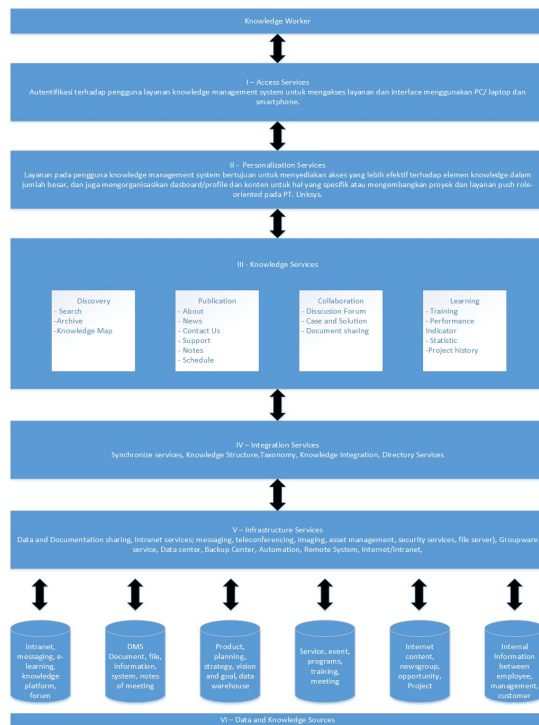 Knowledge Worker
I – Access Services
Autentifikasi terhadap pengguna layanan knowledge management system untuk mengakses layanan dan interface menggunakan PC/ laptop dan
smartphone.
II - Personalization Services
Layanan pada pengguna knowledge management system bertujuan untuk menyediakan akses yang lebih efektif terhadap elemen knowledge dalam
jumlah besar, dan juga mengorganisasikan dasboard/profile dan konten untuk hal yang spesifik atau mengembangkan proyek dan layanan push role-
oriented pada PT. Linksys.
III - Knowledge Services
Discovery
- Search
-Archive
-Knowledge Map
Publication
- About
- News
- Contact Us
- Support
- Notes
- Schedule
Collaboration
- Disscusion Forum
- Case and Solution
- Document sharing
Learning
- Training
- Performance
Indicator
- Statistic
-Project history
IV – Integration Services
Synchronize services, Knowledge Structure,Taxonomy, Knowledge Integration, Directory Services
V – Infrastructure Services
Data and Documentation sharing, Intranet services; messaging, teleconferencing, imaging, asset management, security services, file server), Groupware
service, Data center, Backup Center, Automation, Remote System, Internet/Intranet,
Intranet,
messaging, e-
learning,
knowledge
platform,
forum
DMS
Document, file,
information,
system, notes
of meeting
Product,
planning,
strategy, vision
and goal, data
warehouse
Service, event,
programs,
training,
meeting
Internet
content,
newsgroup,
opportunity,
Project
Internal
Information
between
employee,
management,
customer
VI – Data and Knowledge Sources